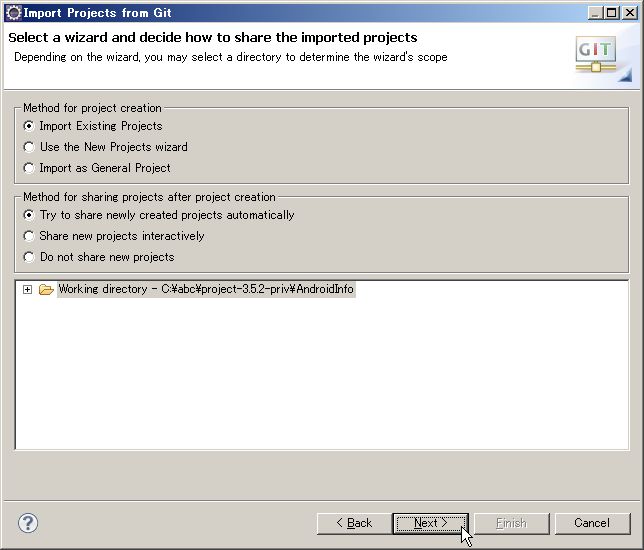 Import Projects from Git
Select a wizard and decide how to share the imported projects
Depending on the wizard, you may select a directory to determine the wizard's scope
GIT
Method for project creation
Import Existing Projects
Use the New Projects wizard
Import as General Project
Method for sharing projects after project creation
Try to share newly created projects automatically
Share new projects interactively
Do not share new projects
Working directory - C:¥abc¥project-3.5.2-priv¥AndroidInfo
?
< Back
Next >
Finish
Cancel